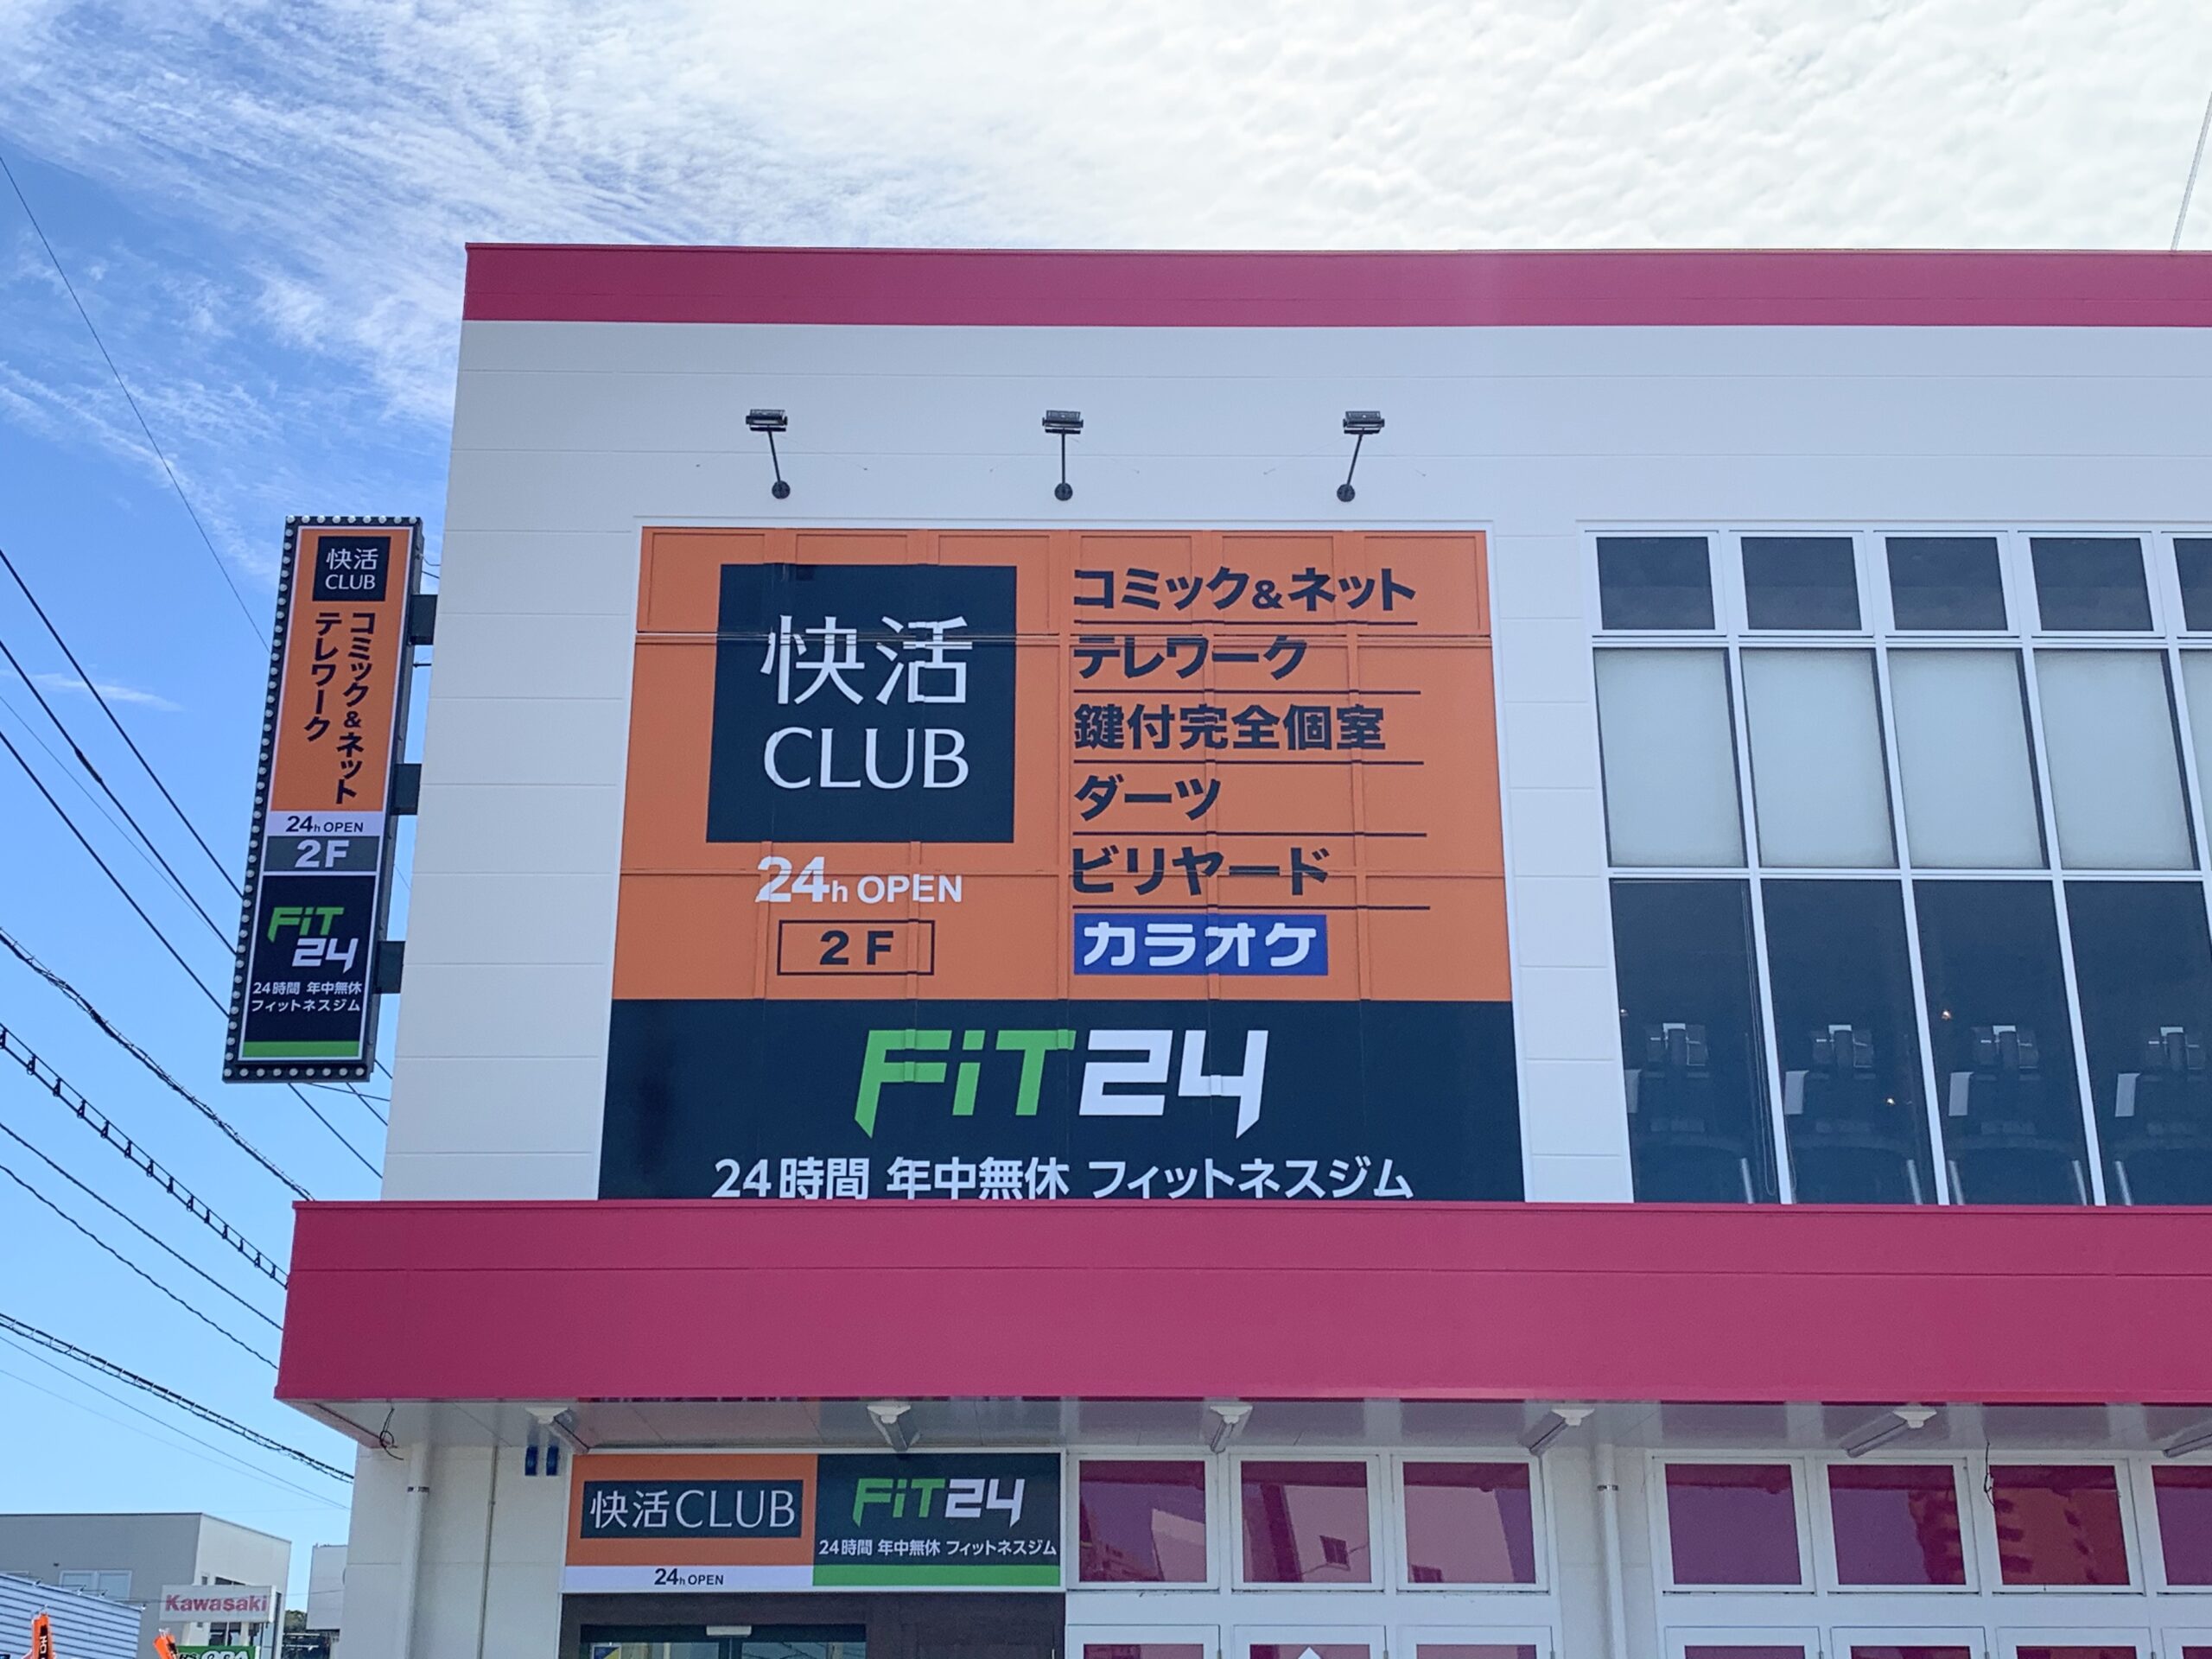 快活
CLUB
コミック&ネット
テレワーク
24h OPEN
2F
FiT
24
24時間 年中無休
フィットネスジム
快活
CLUB
24h OPEN
2F
コミック&ネット
テレワーク
鍵付完全個室
ダーツ
ビリヤード
カラオケ
FiT24
24時間 年中無休 フィットネスジム
快活CLUB
24h OPEN
FiT24
24時間 年中無休 フィットネスジム
Kawasaki